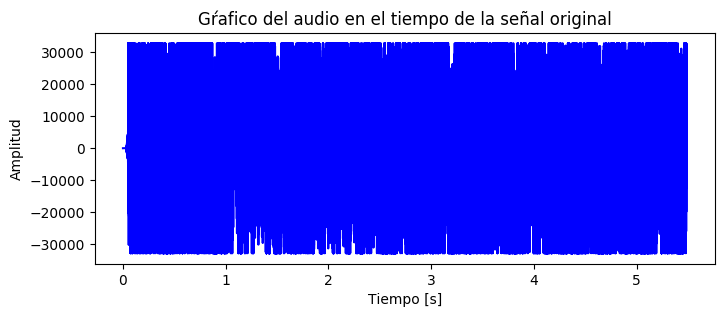 Gŕafico del audio en el tiempo de la señal original
30000
20000
10000
0
−10000
−20000
−30000
Amplitud
0 1 2 3 4 5
Tiempo [s]